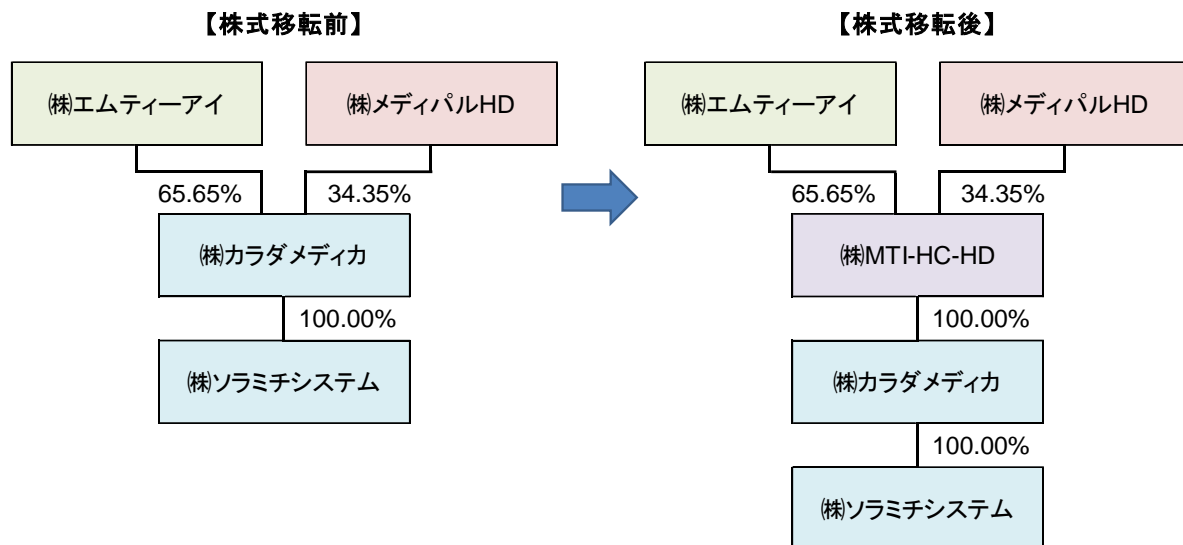 【株式移転前】
㈱エムティーアイ
㈱メディパルHD
65.65%
34.35%
㈱カラダメディカ
100.00%
㈱ソラミチシステム
【株式移転後】
㈱エムティーアイ
㈱メディパルHD
65.65%
34.35%
㈱MTI-HC-HD
100.00%
㈱カラダメディカ
100.00%
㈱ソラミチシステム